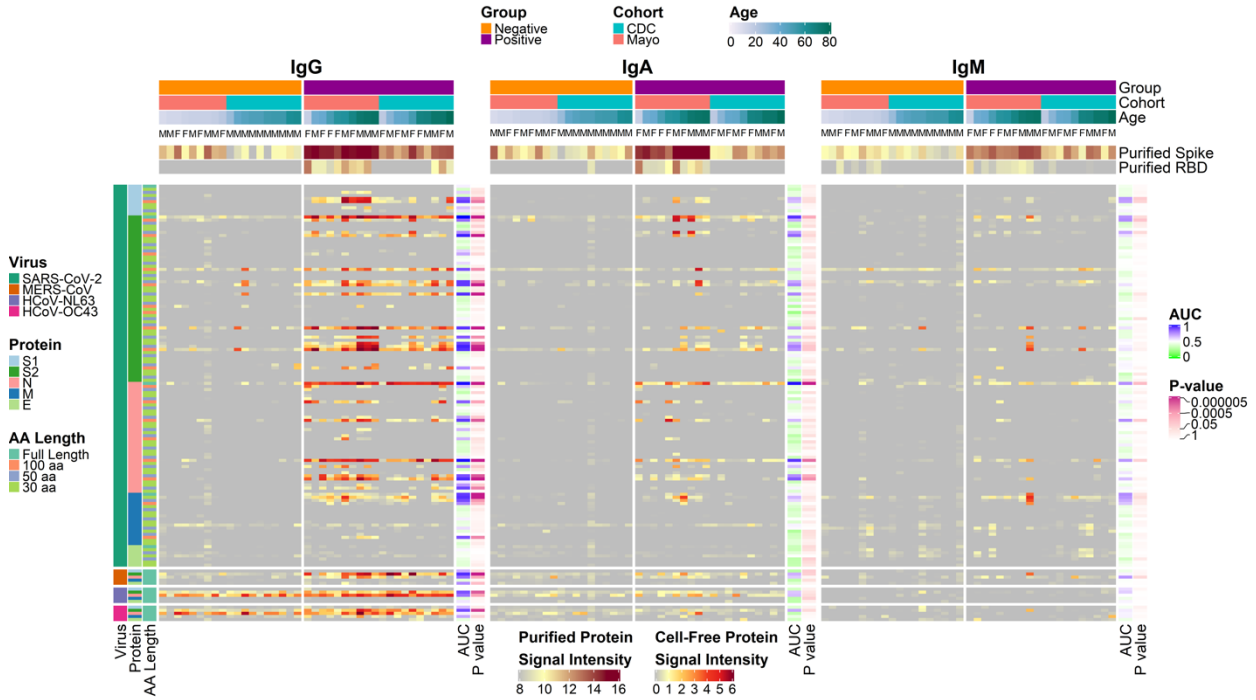 Group
Negative
Positive
Cohort
CDC
Mayo
Age
0 20 40 60 80
IgG
IgA
IgM
Group
Cohort
Age
MMFFMFMMFMMMMMMMMMM
Purified Spike
Purified RBD
Virus
SARS-CoV-2
MERS-CoV
HCoV-NL63
HCoV-OC43
Protein
S1
S2
N
M
E
AA Length
Full Length
100 aa
50 aa
30 aa
AUC
1
0.5
0
P-value
0.000005
0.0005
0.05
1
Virus
Protein
AA Length
AUC
P value
AUC
P value
AUC
P value
Purified Protein
Signal Intensity
8 10 12 14 16
Cell-Free Protein
Signal Intensity
0 1 2 3 4 5 6